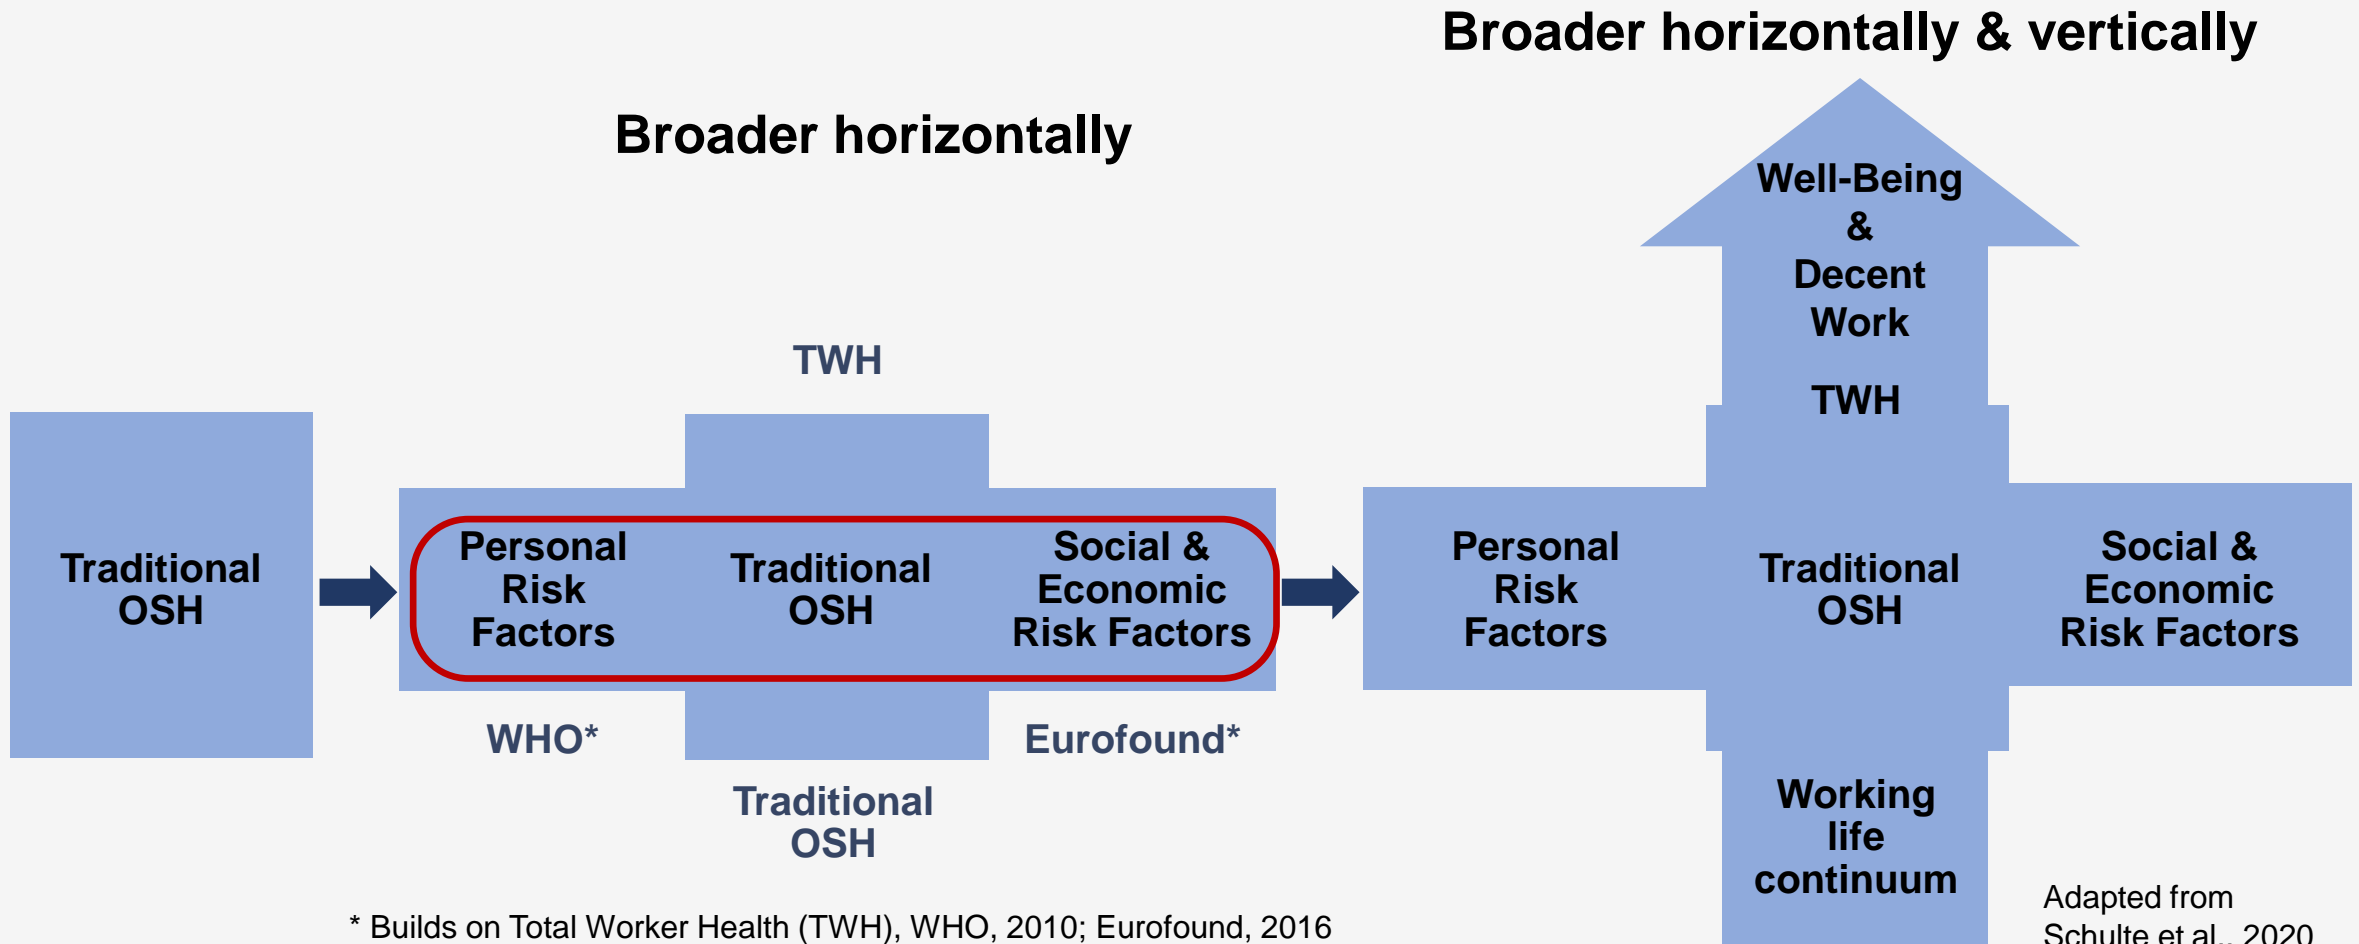 Broader horizontally & vertically
Broader horizontally
Well-Being
&
Decent
Work
TWH
TWH
Traditional
OSH
Personal
Risk
Factors
Traditional
OSH
Social &
Economic
Risk Factors
Personal
Risk
Factors
Traditional
OSH
Social &
Economic
Risk Factors
WHO*
Eurofound*
Traditional
OSH
Working
life
continuum
* Builds on Total Worker Health (TWH), WHO, 2010; Eurofound, 2016
Adapted from
Schulte et al., 2020